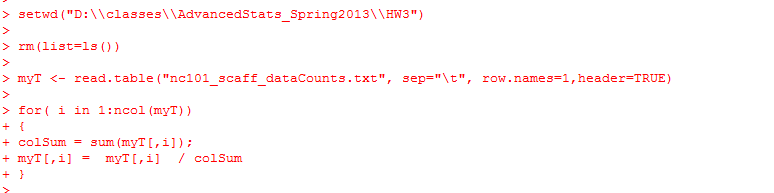 > setwd("D:\\classes\\AdvancedStats_Spring2013\\HW3")
>
> rm(list=ls())
>
> myT <- read.table("nc101_scaff_dataCounts.txt", sep="\t", row.names=1,header=TRUE)
>
> for( i in 1:ncol(myT))
+ {
+ colSum = sum(myT[,i]);
+ myT[,i] =  myT[,i]  / colSum
+ }
>